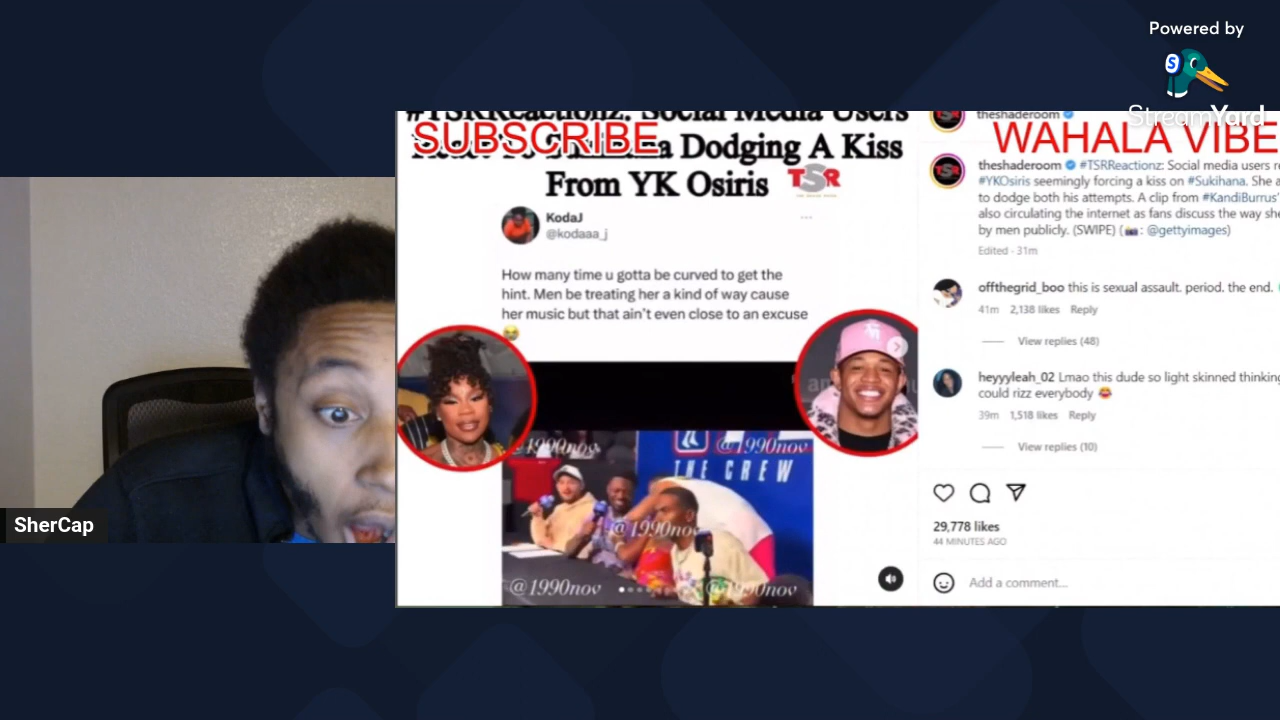 Powered by
StreamYard
SherCap
#TSRReactionz: Social Media Users
SUBSCRIBE
Dodging A Kiss
From YK Osiris
TSR
KodaJ
@kodaaa_j
How many time u gotta be curved to get the
hint. Men be treating her a kind of way cause
her music but that ain't even close to an excuse
😭
@1990nov
@1990nov
THE CREW
@1990nov
@1990nov
theshaderoom
WAHALA VIBE
theshaderoom #TSRReactionz: Social media users
#YKOsiris seemingly forcing a kiss on #Sukihana. She
to dodge both his attempts. A clip from #KandiBurrus'
also circulating the internet as fans discuss the way
by men publicly. (SWIPE) (📸: @gettyimages)
Edited · 31m
offthegrid_boo this is sexual assault. period. the end.
41m 2,138 likes Reply
View replies (48)
heyyyleah_02 Lmao this dude so light skinned thinking
could rizz everybody 😂
39m 1,518 likes Reply
View replies (10)
29,778 likes
44 MINUTES AGO
Add a comment...